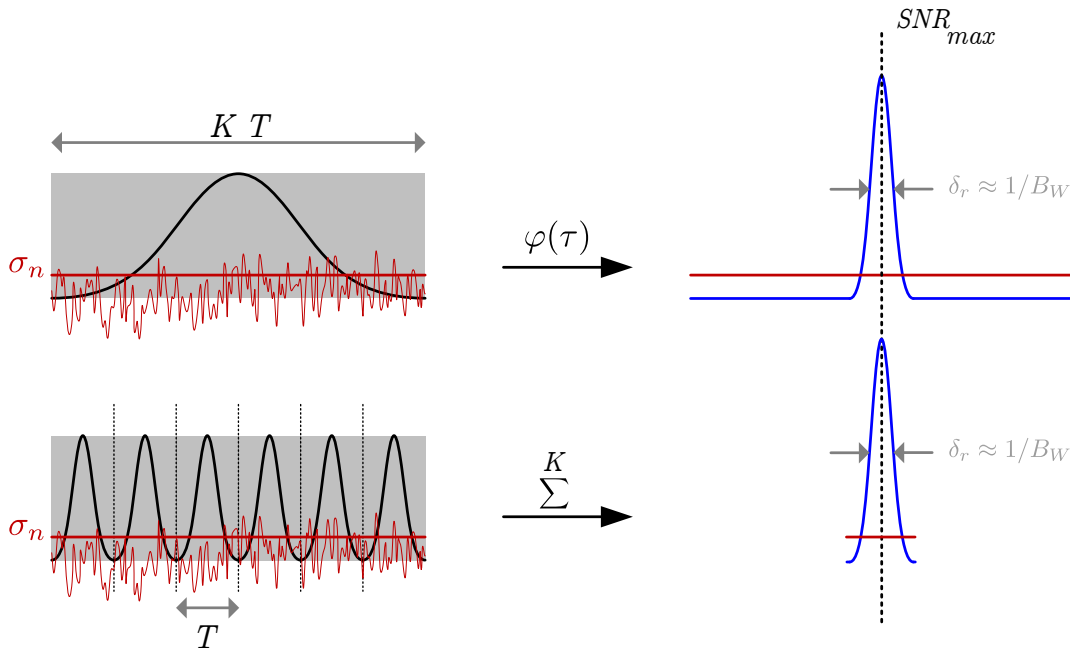 SNR_max
K T
δ_r ≈ 1/B_W
σ_n
φ(τ)
K
∑
δ_r ≈ 1/B_W
σ_n
T